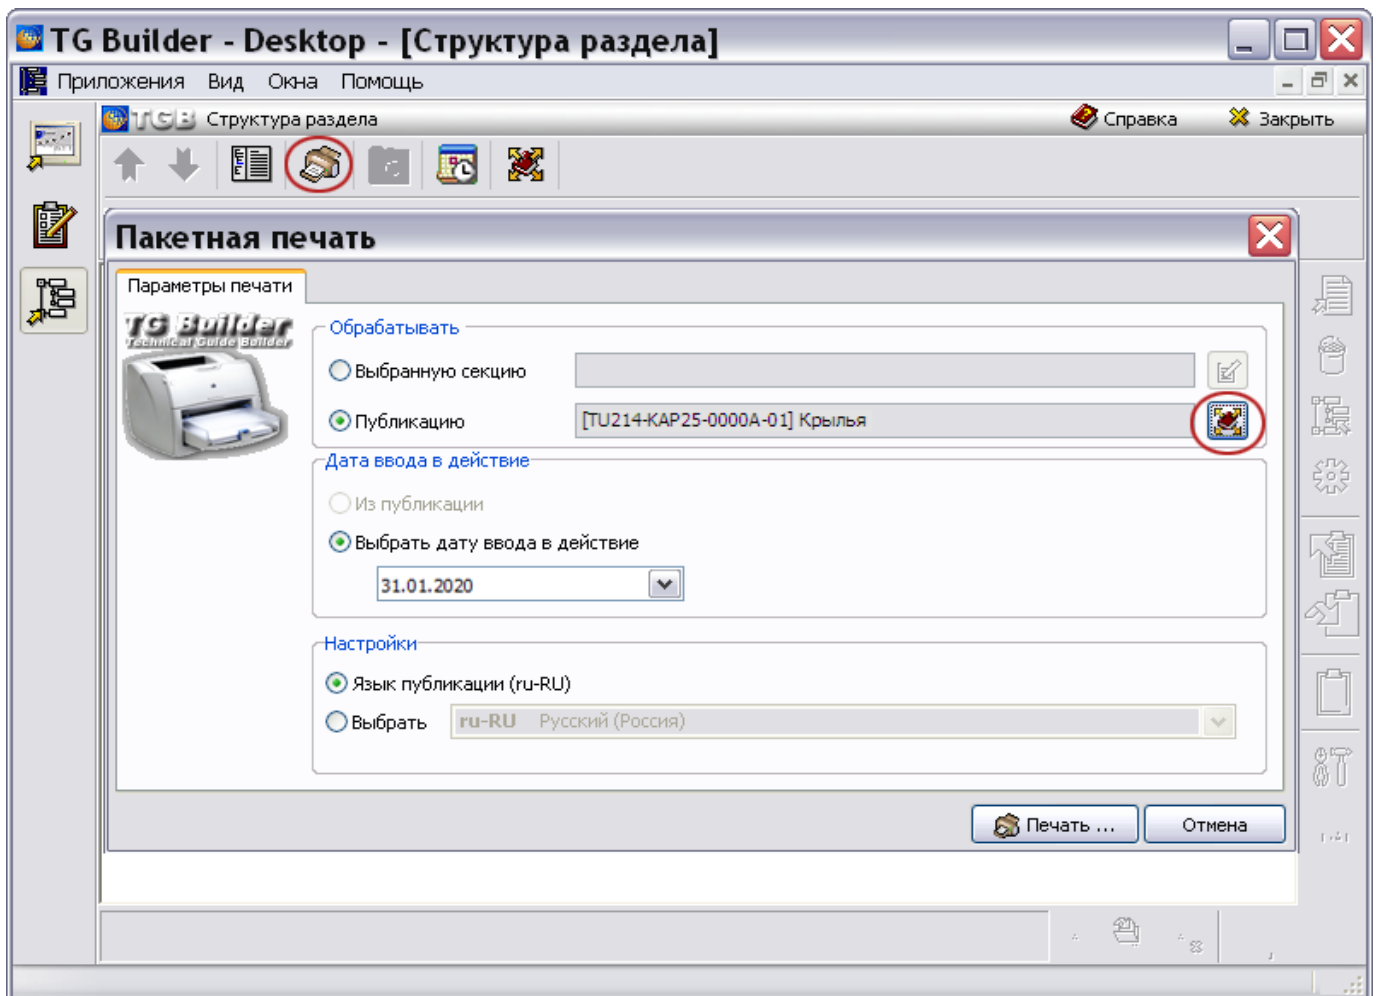 TG Builder - Desktop - [Структура раздела]
Приложения Вид Окна Помощь
TGB Структура раздела Справка Закрыть
Пакетная печать
Параметры печати
TG Builder
Technical Guide Builder
Обрабатывать
Выбранную секцию
Публикацию [TU214-KAP25-0000A-01] Крылья
Дата ввода в действие
Из публикации
Выбрать дату ввода в действие
31.01.2020
Настройки
Язык публикации (ru-RU)
Выбрать ru-RU Русский (Россия)
Печать ... Отмена